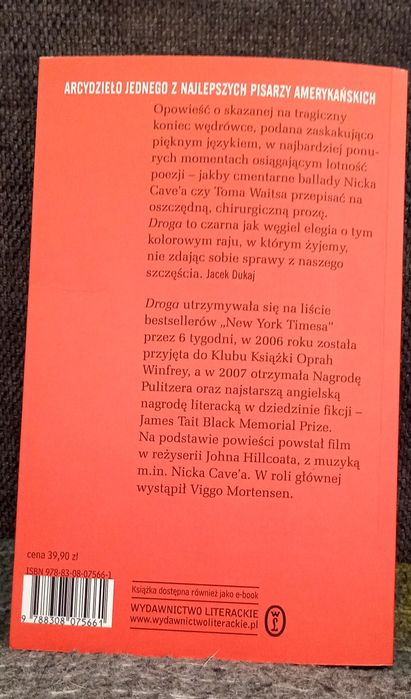 ARCYDZIEŁO JEDNEGO Z NAJLEPSZYCH PISARZY AMERYKAŃSKICH
Opowieść o skazanej na tragiczny
koniec wędrówce, podana zaskakująco
pięknym językiem, w najbardziej ponu-
rych momentach osiągającym lotność
poezji – jakby cmentarne ballady Nicka
Cave'a czy Toma Waitsa przepisać na
oszczędną, chirurgiczną prozę.
Droga to czarna jak węgiel elegia o tym
kolorowym raju, w którym żyjemy,
nie zdając sobie sprawy z naszego
szczęścia. Jacek Dukaj
Droga utrzymywała się na liście
bestsellerów „New York Timesa"
przez 6 tygodni, w 2006 roku została
przyjęta do Klubu Książki Oprah
Winfrey, a w 2007 otrzymała Nagrodę
Pulitzera oraz najstarszą angielską
nagrodę literacką w dziedzinie fikcji –
James Tait Black Memorial Prize.
Na podstawie powieści powstał film
w reżyserii Johna Hillcoata, z muzyką
m.in. Nicka Cave'a. W roli głównej
wystąpił Viggo Mortensen.
cena 39,90 zł
ISBN 978-83-08-07566-1
9 788308 075661
Książka dostępna również jako e-book
WYDAWNICTWO LITERACKIE
www.wydawnictwoliterackie.pl